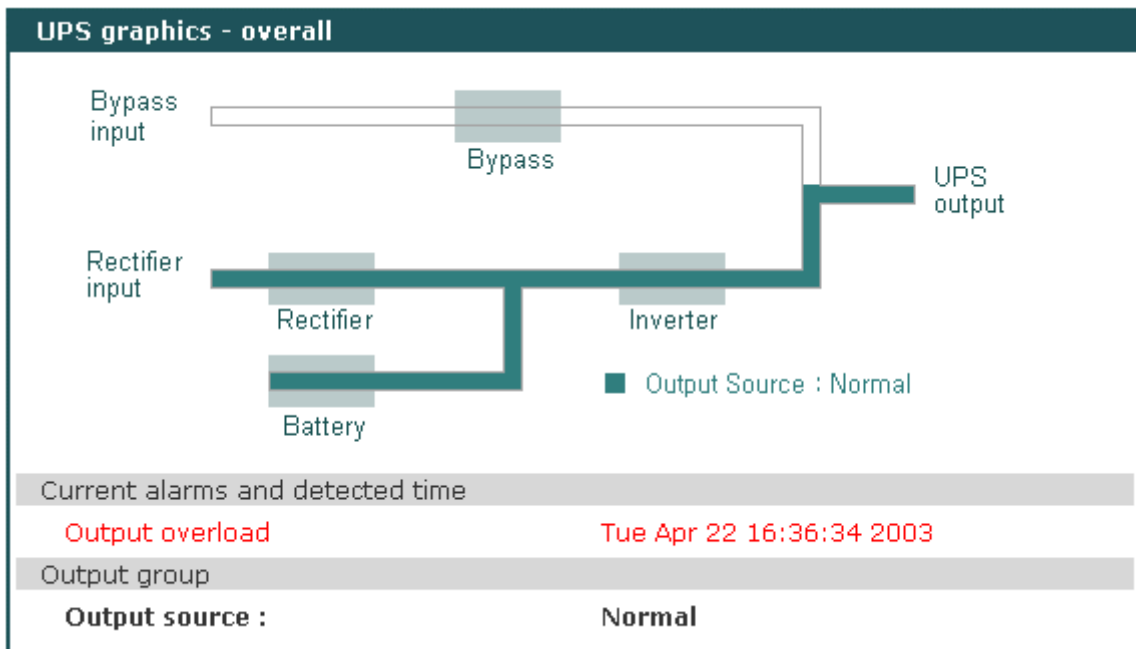 UPS graphics - overall
Bypass
input
Bypass
UPS
output
Rectifier
input
Rectifier
Inverter
Output Source : Normal
Battery
Current alarms and detected time
Output overload Tue Apr 22 16:36:34 2003
Output group
Output source : Normal